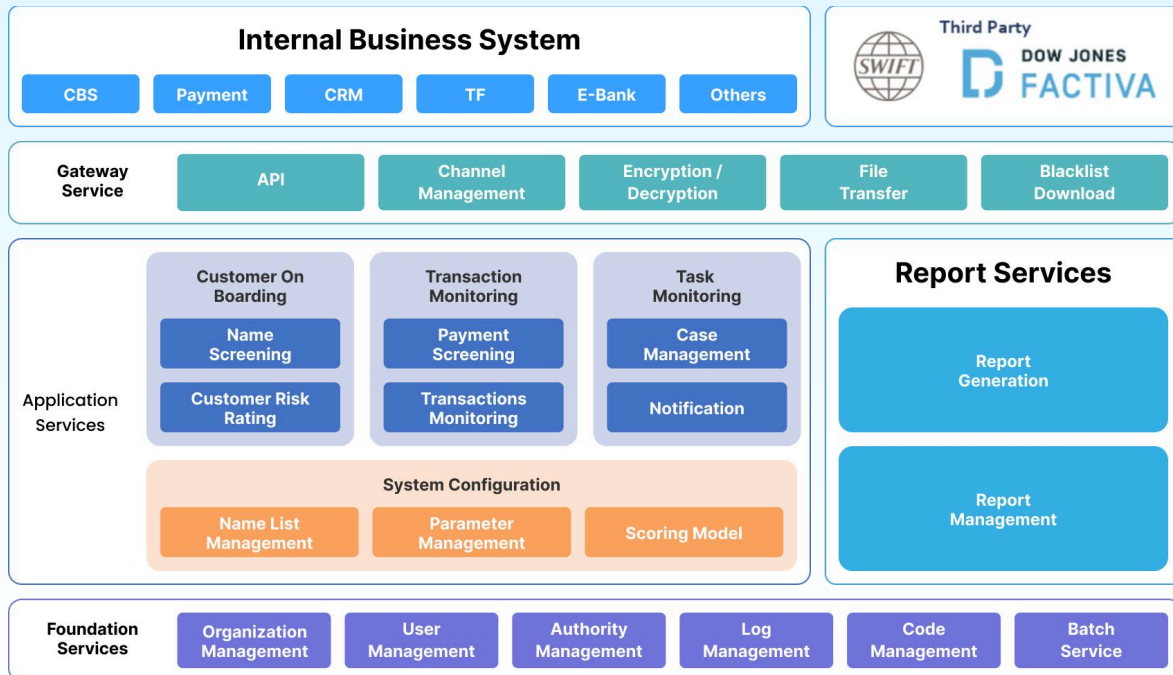 Internal Business System
CBS
Payment
CRM
TF
E-Bank
Others
Third Party
SWIFT
DOW JONES
FACTIVA
Gateway
Service
API
Channel
Management
Encryption /
Decryption
File
Transfer
Blacklist
Download
Application
Services
Customer On
Boarding
Name
Screening
Customer Risk
Rating
Transaction
Monitoring
Payment
Screening
Transactions
Monitoring
Task
Monitoring
Case
Management
Notification
System Configuration
Name List
Management
Parameter
Management
Scoring Model
Report Services
Report
Generation
Report
Management
Foundation
Services
Organization
Management
User
Management
Authority
Management
Log
Management
Code
Management
Batch
Service